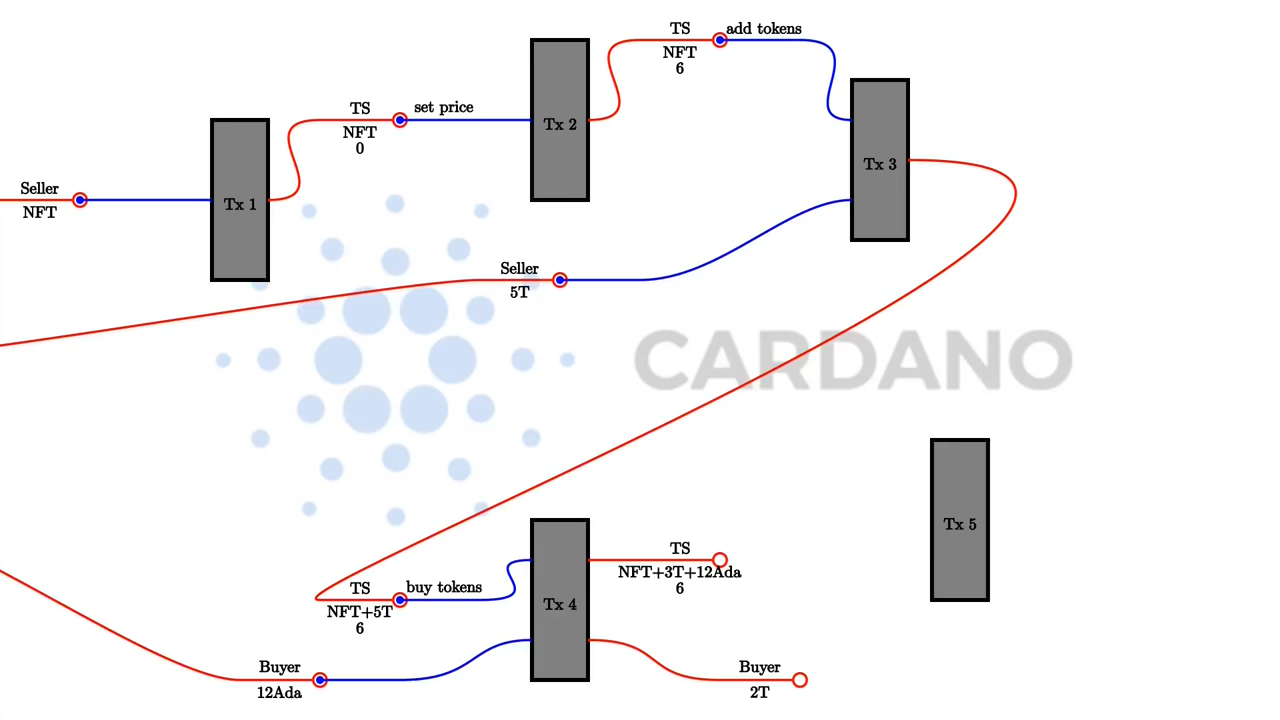 TS
add tokens
NFT
6
TS
set price
NFT
0
Tx 2
Tx 3
Seller
NFT
Tx 1
Seller
5T
CARDANO
Tx 5
TS
NFT+3T+12Ada
6
TS
buy tokens
NFT+5T
6
Tx 4
Buyer
12Ada
Buyer
2T